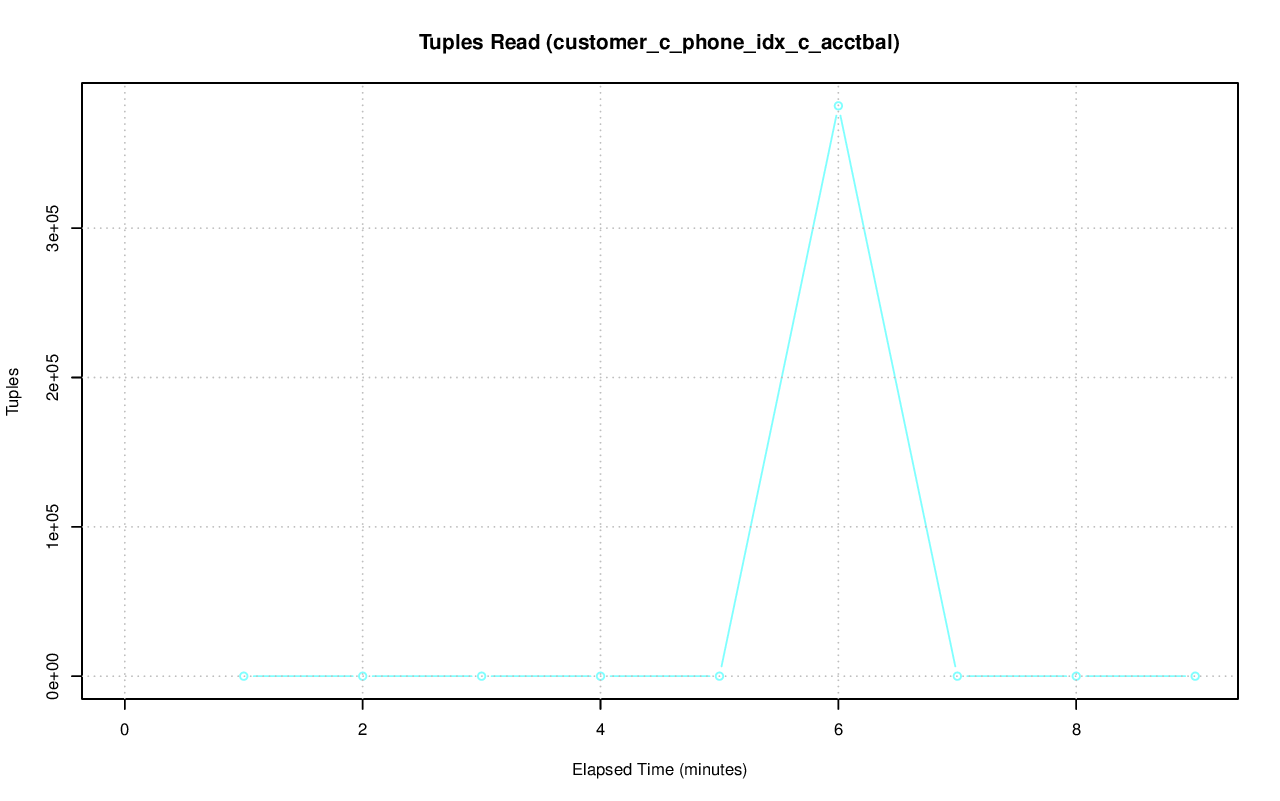 Tuples Read (customer_c_phone_idx_c_acctbal)
Tuples
3e+05
2e+05
1e+05
0e+00
0 2 4 6 8
Elapsed Time (minutes)